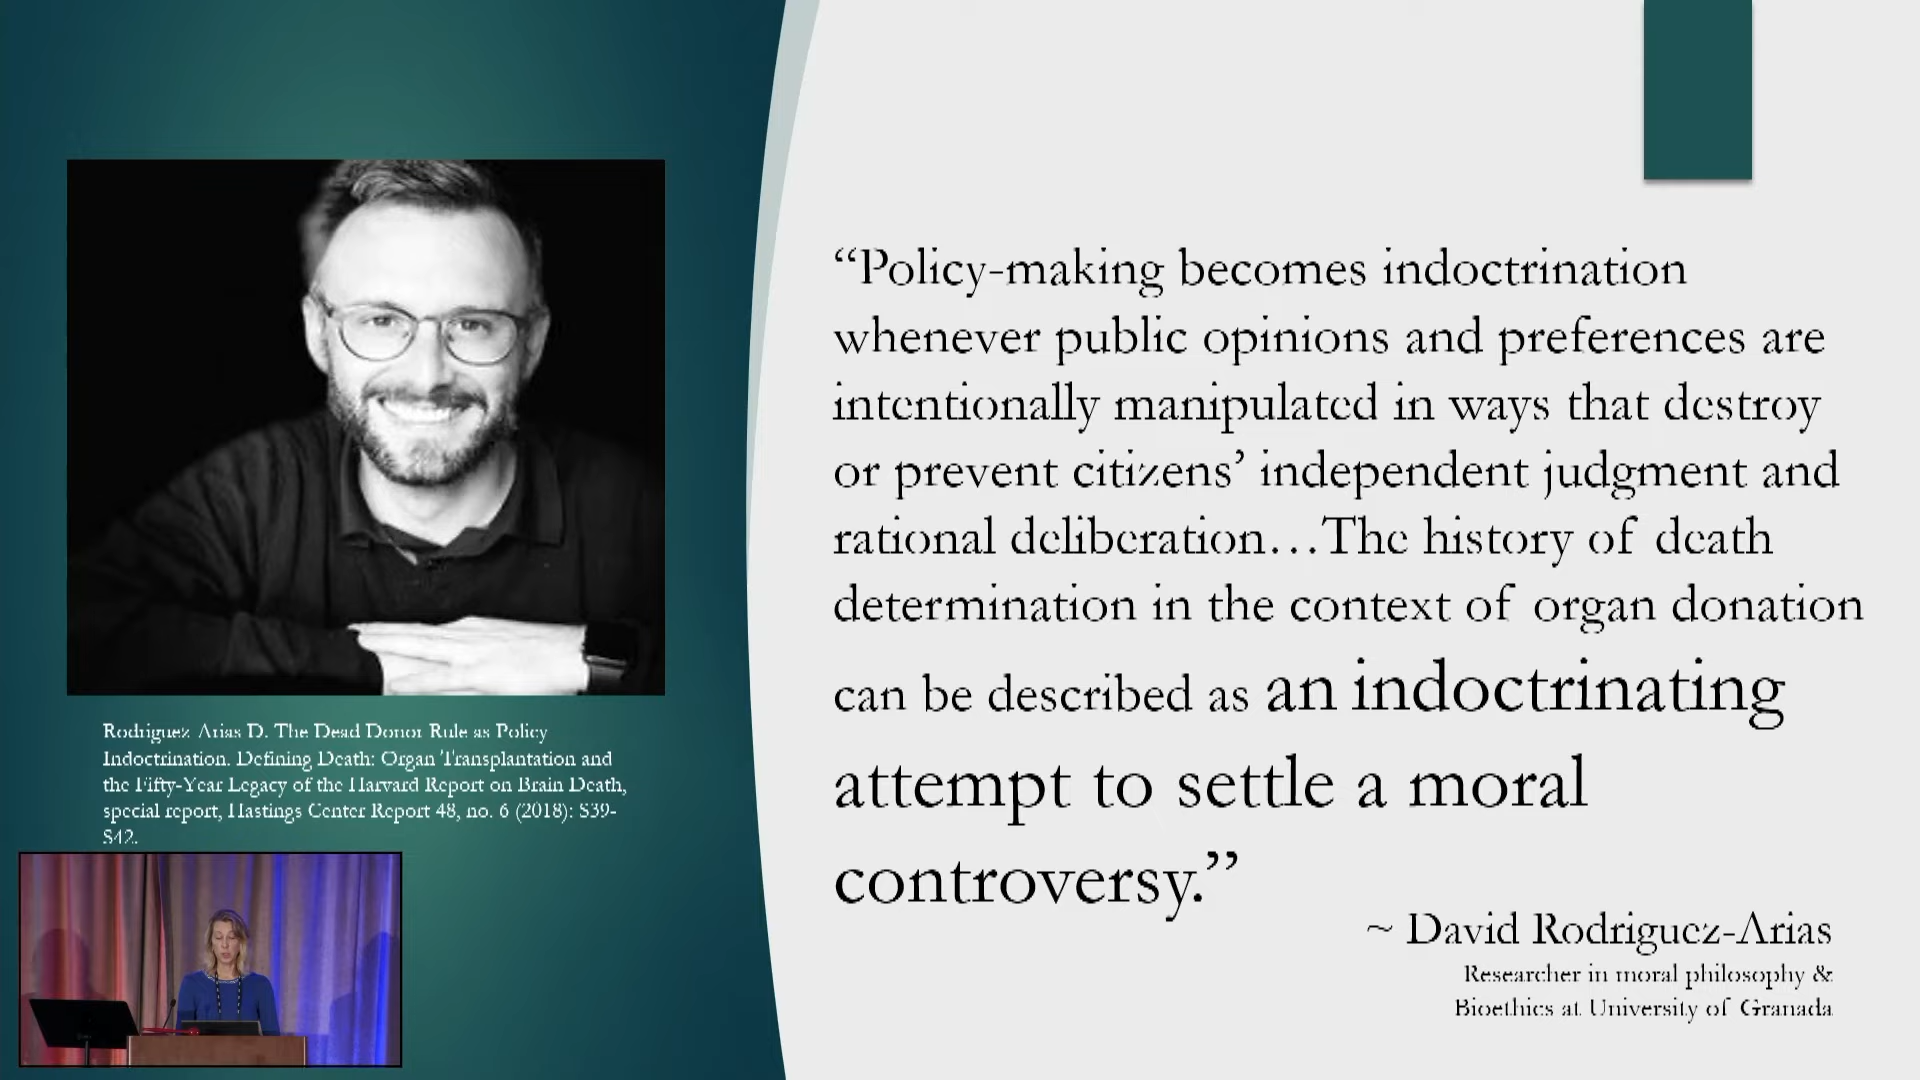 “Policy-making becomes indoctrination
whenever public opinions and preferences are
intentionally manipulated in ways that destroy
or prevent citizens’ independent judgment and
rational deliberation…The history of death
determination in the context of organ donation
can be described as an indoctrinating
attempt to settle a moral
controversy.”
~ David Rodriguez-Arias
Researcher in moral philosophy &
Bioethics at University of Granada
Rodriguez-Arias D. The Dead Donor Rule as Policy
Indoctrination. Defining Death: Organ Transplantation and
the Fifty-Year Legacy of the Harvard Report on Brain Death,
special report, Hastings Center Report 48, no. 6 (2018): S39-
S42.